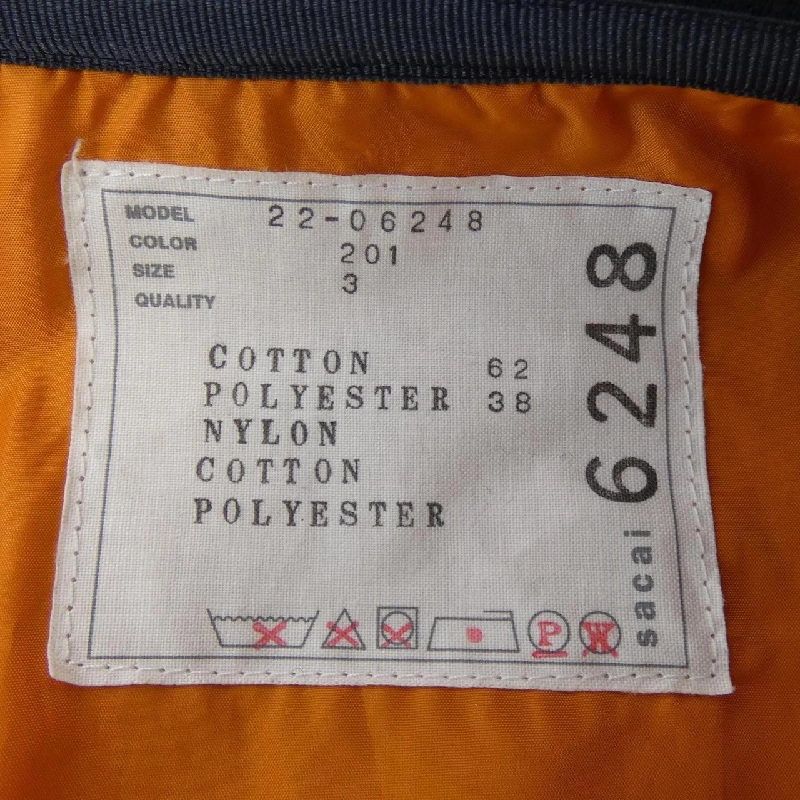 MODEL 22-06248
COLOR 201
SIZE 3
QUALITY
COTTON 62
POLYESTER 38
NYLON
COTTON
POLYESTER
P
W
sacai 6248